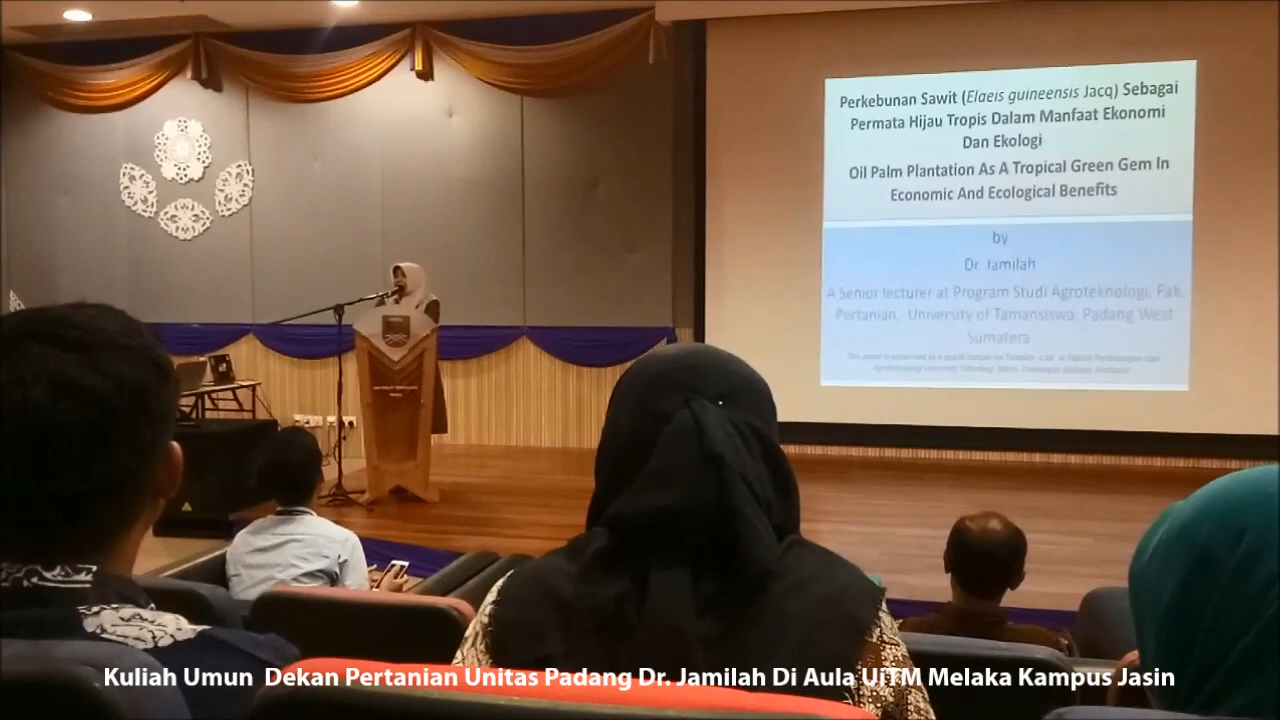 Perkebunan Sawit (Elaeis guineensis Jacq) Sebagai
Permata Hijau Tropis Dalam Manfaat Ekonomi
Dan Ekologi
Oil Palm Plantation As A Tropical Green Gem In
Economic And Ecological Benefits
by
Dr. Jamilah
A Senior lecturer at Program Studi Agroteknologi, Fak.
Pertanian, University of Tamansiswa, Padang West
Sumatera
Kuliah Umun Dekan Pertanian Unitas Padang Dr. Jamilah Di Aula UiTM Melaka Kampus Jasin